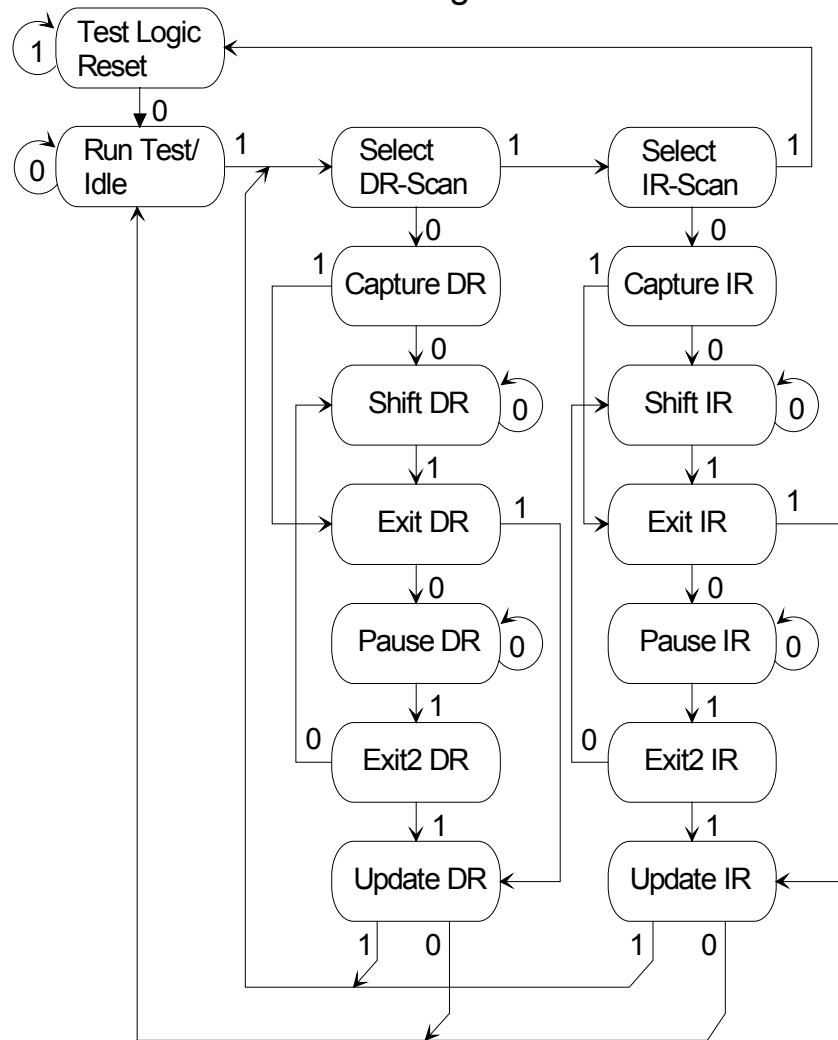 g
Test Logic
Reset
1
0
1
Run Test/
Idle
0
1
Select
DR-Scan
1
Select
IR-Scan
1
0
0
1
Capture DR
1
Capture IR
0
0
Shift DR
0
Shift IR
0
1
1
Exit DR
1
Exit IR
1
0
0
Pause DR
0
Pause IR
0
1
1
0
Exit2 DR
0
Exit2 IR
1
1
Update DR
Update IR
1
0
1
0